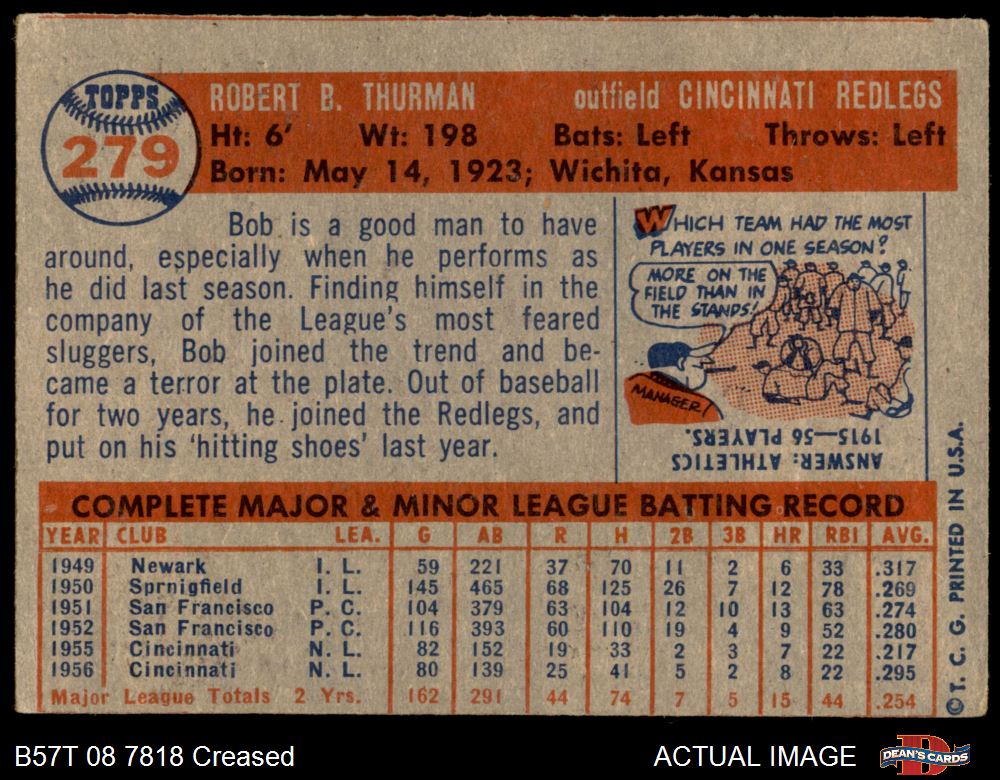 TOPPS
279
ROBERT B. THURMAN outfield CINCINNATI REDLEGS
Ht: 6' Wt: 198 Bats: Left Throws: Left
Born: May 14, 1923; Wichita, Kansas
Bob is a good man to have
around, especially when he performs as
he did last season. Finding himself in the
company of the League's most feared
sluggers, Bob joined the trend and be-
came a terror at the plate. Out of baseball
for two years, he joined the Redlegs, and
put on his 'hitting shoes' last year.
WHICH TEAM HAD THE MOST
PLAYERS IN ONE SEASON?
MORE ON THE
FIELD THAN IN
THE STANDS!
MANAGER!
ANSWER: ATHLETICS
1915—56 PLAYERS.
COMPLETE MAJOR & MINOR LEAGUE BATTING RECORD
YEAR CLUB LEA. G AB R H 2B 3B HR RBI AVG.
1949 Newark I. L. 59 221 37 70 11 2 6 33 .317
1950 Sprnigfield I. L. 145 465 68 125 26 7 12 78 .269
1951 San Francisco P. C. 104 379 63 104 12 10 13 63 .274
1952 San Francisco P. C. 116 393 60 110 19 4 9 52 .280
1955 Cincinnati N. L. 82 152 19 33 2 3 7 22 .217
1956 Cincinnati N. L. 80 139 25 41 5 2 8 22 .295
Major League Totals 2 Yrs. 162 291 44 74 7 5 15 44 .254
©T. C. G. PRINTED IN U.S.A.
B57T 08 7818 Creased
ACTUAL IMAGE
DEAN'S CARDS